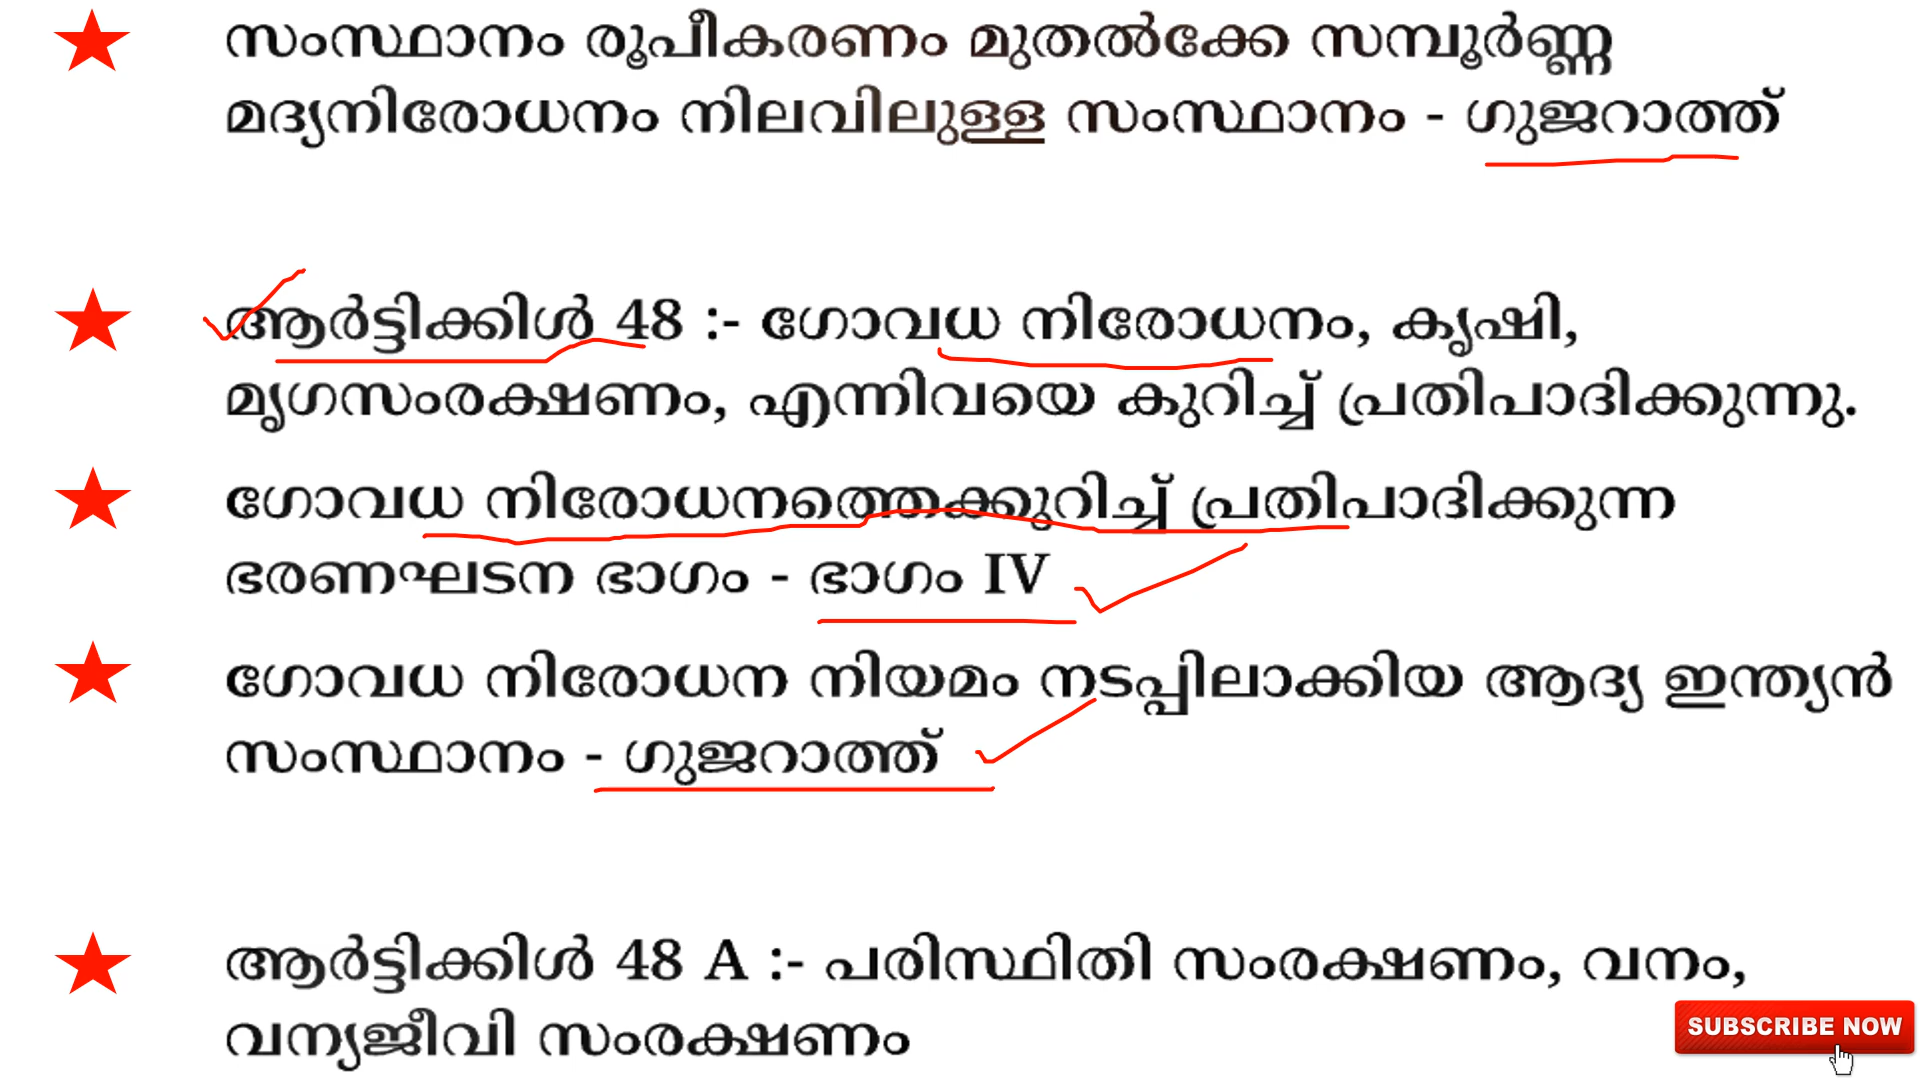 സംസ്ഥാനം രൂപീകരണം മുതൽക്കേ സമ്പൂർണ്ണ
മദ്യനിരോധനം നിലവിലുള്ള സംസ്ഥാനം - ഗുജറാത്ത്
ആർട്ടിക്കിൾ 48 :- ഗോവധ നിരോധനം, കൃഷി,
മൃഗസംരക്ഷണം, എന്നിവയെ കുറിച്ച് പ്രതിപാദിക്കുന്നു.
ഗോവധ നിരോധനത്തെക്കുറിച്ച് പ്രതിപാദിക്കുന്ന
ഭരണഘടന ഭാഗം - ഭാഗം IV
ഗോവധ നിരോധന നിയമം നടപ്പിലാക്കിയ ആദ്യ ഇന്ത്യൻ
സംസ്ഥാനം - ഗുജറാത്ത്
ആർട്ടിക്കിൾ 48 A :- പരിസ്ഥിതി സംരക്ഷണം, വനം,
വന്യജീവി സംരക്ഷണം
SUBSCRIBE NOW